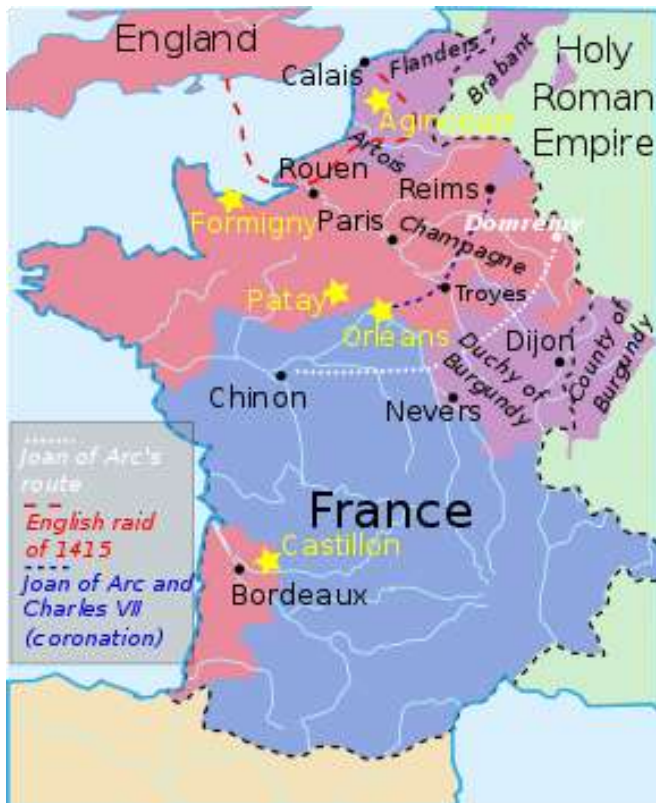 England
Holy
Roman
Empire
Flanders
Brabant
Calais
Agincourt
Artois
Rouen
Reims
Formigny
Paris
Champagne
Domrémy
Patay
Troyes
Orléans
Duchy of
Burgundy
Dijon
County of
Burgundy
Chinon
Nevers
Joan of Arc's
route
English raid
of 1415
Joan of Arc and
Charles VII
(coronation)
France
Castillon
Bordeaux